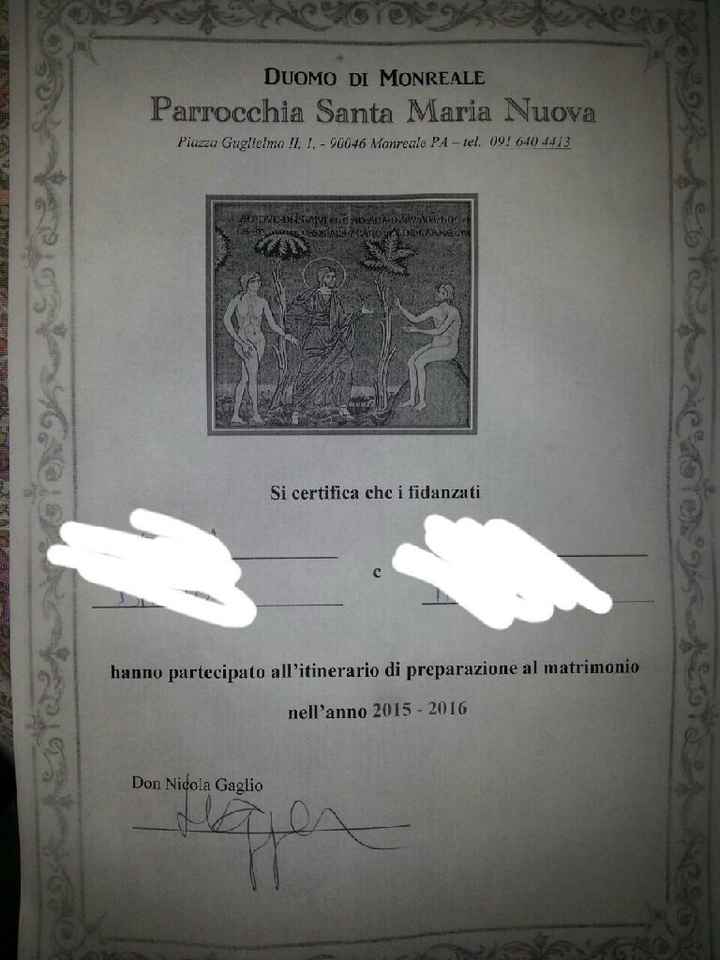 DUOMO DI MONREALE
Parrocchia Santa Maria Nuova
Piazza Guglielmo II, 1, - 90046 Monreale PA – tel. 091 640 4413
Si certifica che i fidanzati
e
hanno partecipato all'itinerario di preparazione al matrimonio
nell'anno 2015 - 2016
Don Nicola Gaglio